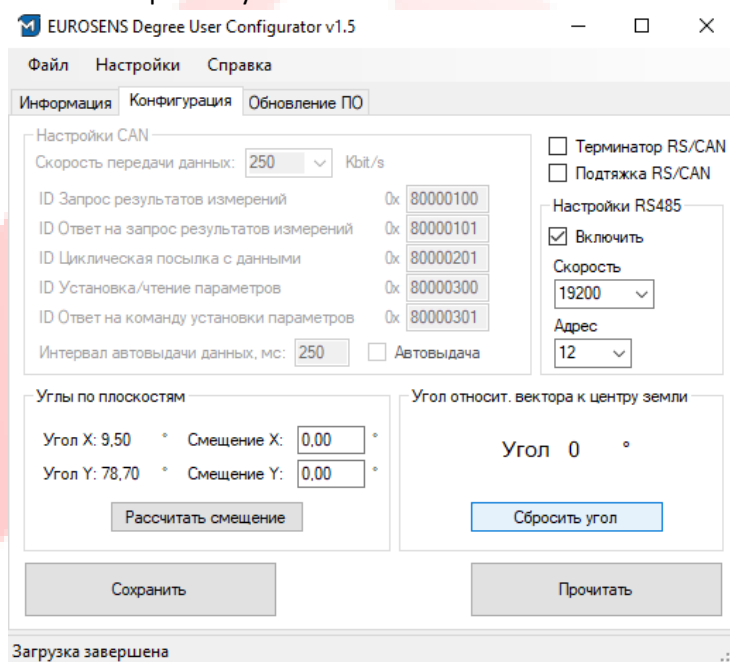 EUROSENS Degree User Configurator v1.5
Файл Настройки Справка
Информация Конфигурация Обновление ПО
Настройки CAN
Скорость передачи данных: 250 Kbit/s
ID Запрос результатов измерений 0x 80000100
ID Ответ на запрос результатов измерений 0x 80000101
ID Циклическая посылка с данными 0x 80000201
ID Установка/чтение параметров 0x 80000300
ID Ответ на команду установки параметров 0x 80000301
Интервал автовыдачи данных, мс: 250 Автовыдача
Терминатор RS/CAN
Подтяжка RS/CAN
Настройки RS485
Включить
Скорость
19200
Адрес
12
Углы по плоскостям
Угол X: 9,50 ° Смещение X: 0,00 °
Угол Y: 78,70 ° Смещение Y: 0,00 °
Рассчитать смещение
Угол относит. вектора к центру земли
Угол 0 °
Сбросить угол
Сохранить
Прочитать
Загрузка завершена